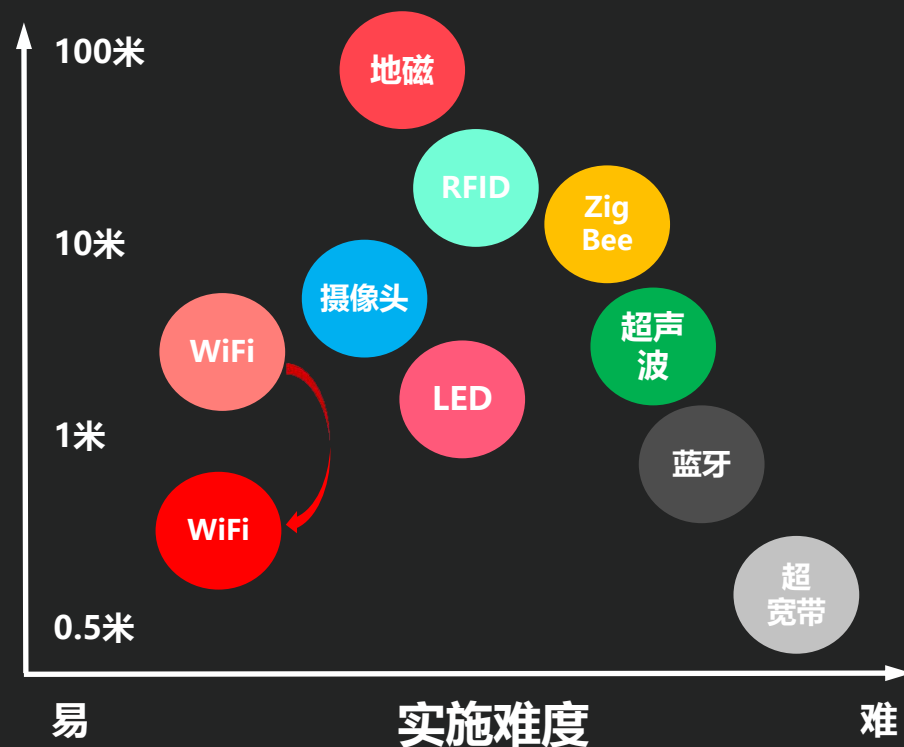 100米
地磁
RFID
Zig
Bee
10米
摄像头
超声
波
WiFi
LED
1米
蓝牙
WiFi
超
宽带
0.5米
易
实施难度
难